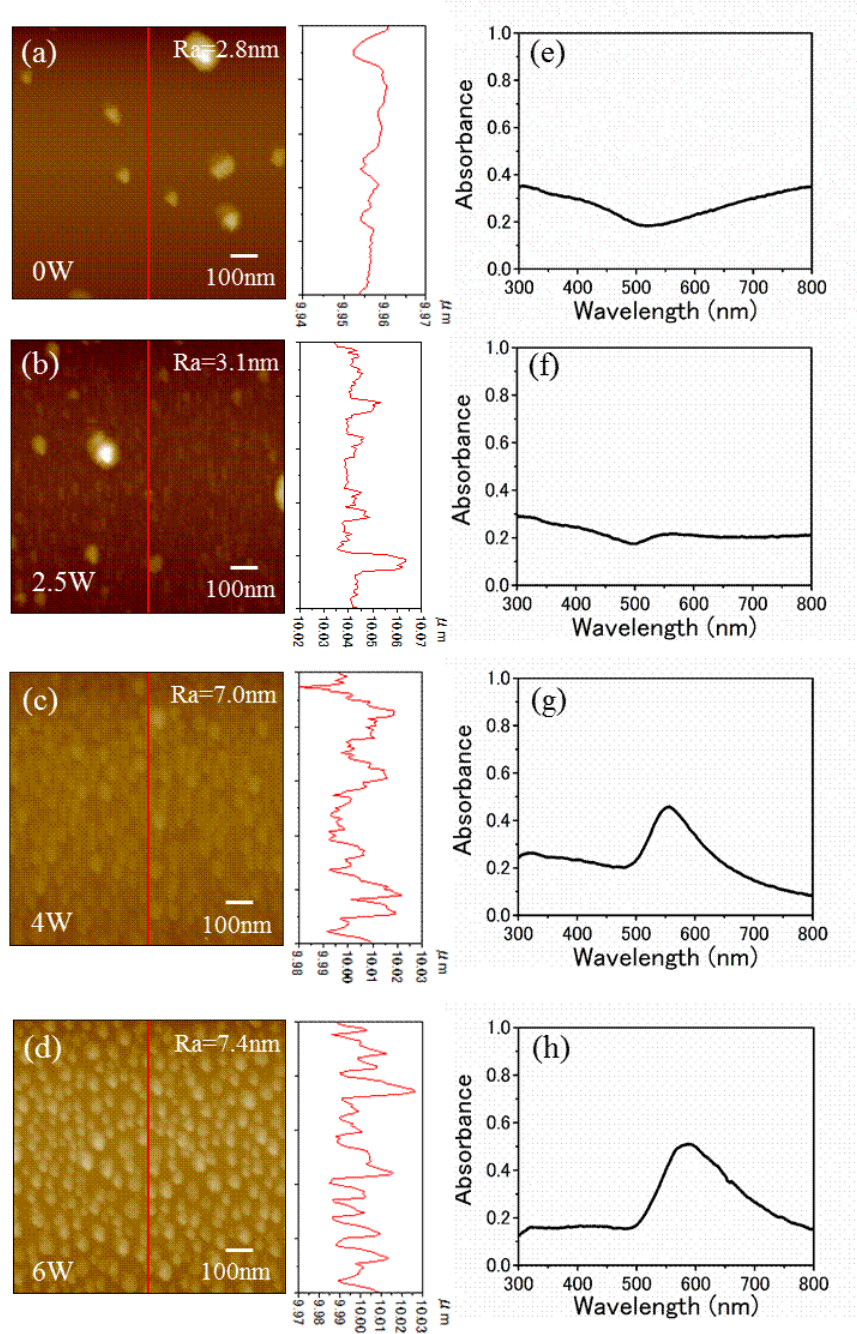 (a)
Ra=2.8nm
0W
100nm
9.94
9.95
9.96
9.97
μm
(e)
Absorbance
1.0
0.8
0.6
0.4
0.2
0.0
300 400 500 600 700 800
Wavelength (nm)
(b)
Ra=3.1nm
2.5W
100nm
10.02
10.03
10.04
10.05
10.06
10.07
μm
(f)
Absorbance
1.0
0.8
0.6
0.4
0.2
0.0
300 400 500 600 700 800
Wavelength (nm)
(c)
Ra=7.0nm
4W
100nm
9.98
9.99
10.00
10.01
10.02
10.03
μm
(g)
Absorbance
1.0
0.8
0.6
0.4
0.2
0.0
300 400 500 600 700 800
Wavelength (nm)
(d)
Ra=7.4nm
6W
100nm
9.97
9.98
9.99
10.00
10.01
10.02
10.03
μm
(h)
Absorbance
1.0
0.8
0.6
0.4
0.2
0.0
300 400 500 600 700 800
Wavelength (nm)